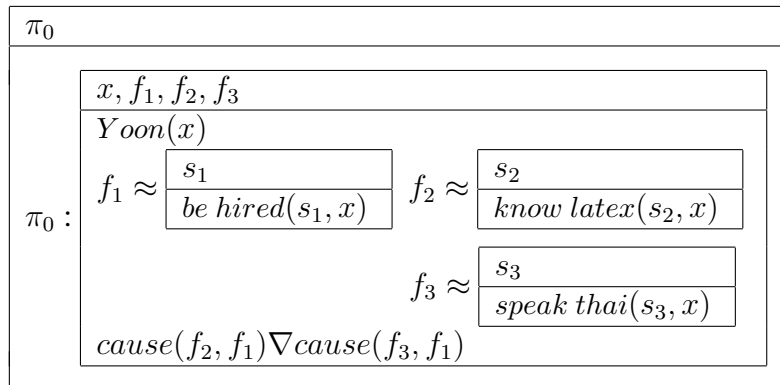 π₀
x, f₁, f₂, f₃
Yoon(x)
f₁ ≈ s₁ f₂ ≈ s₂
be hired(s₁, x) know latex(s₂, x)
π₀ :
f₃ ≈ s₃
speak thai(s₃, x)
cause(f₂, f₁)∇cause(f₃, f₁)